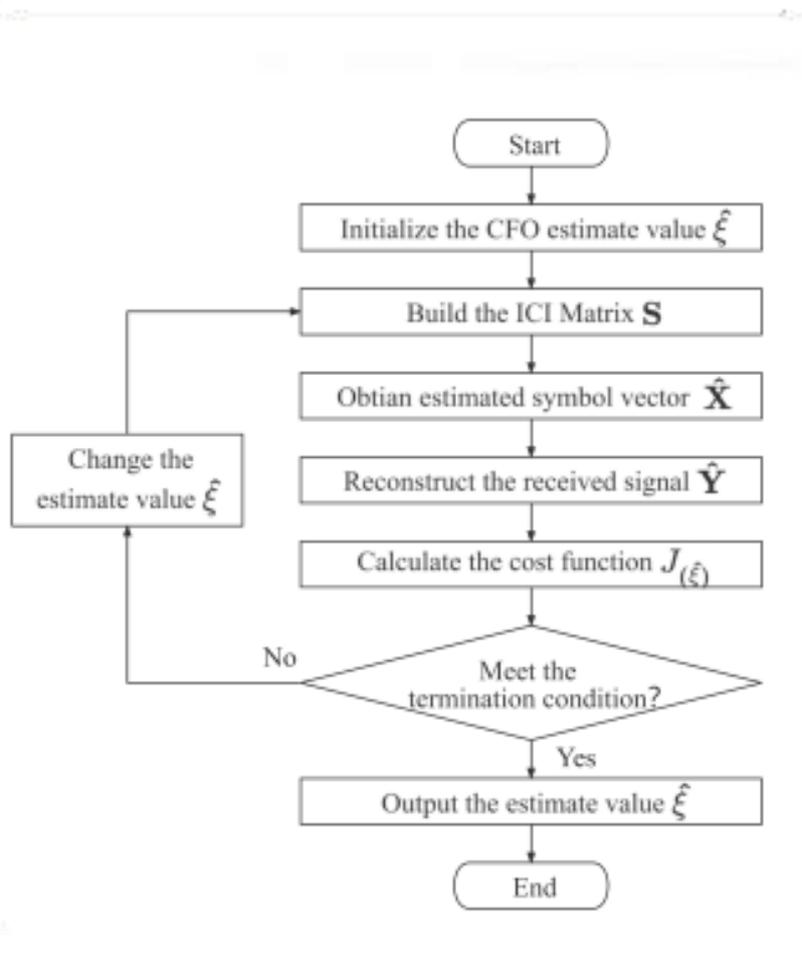 Start
Initialize the CFO estimate value ξ̂
Build the ICI Matrix S
Obtian estimated symbol vector X̂
Change the
estimate value ξ̂
Reconstruct the received signal Ŷ
Calculate the cost function J(ξ̂)
No
Meet the
termination condition?
Yes
Output the estimate value ξ̂
End